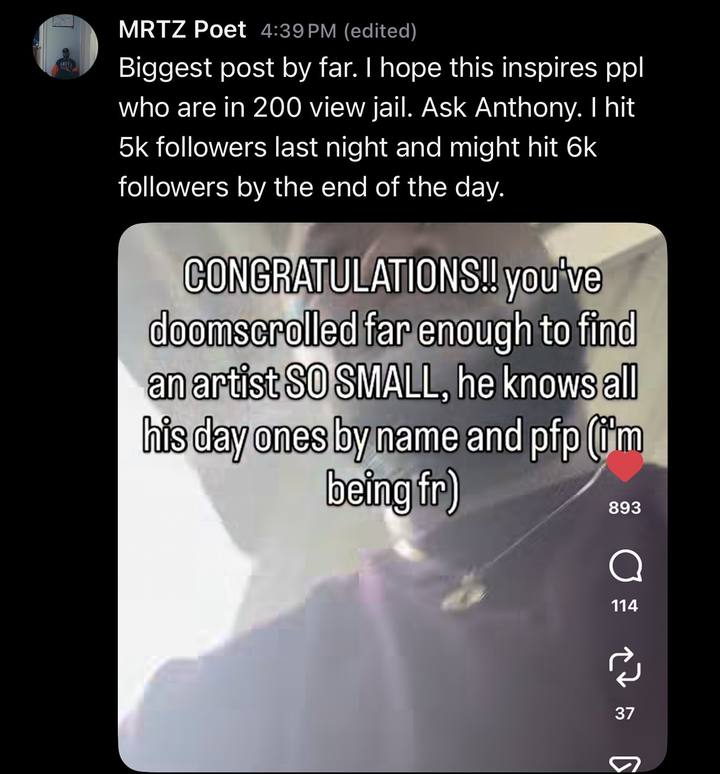 MRTZ Poet 4:39 PM (edited)
Biggest post by far. I hope this inspires ppl
who are in 200 view jail. Ask Anthony. I hit
5k followers last night and might hit 6k
followers by the end of the day.
CONGRATULATIONS!! you've
doomscrolled far enough to find
an artist SO SMALL, he knows all
his day ones by name and pfp (i'm
being fr)
893
114
37